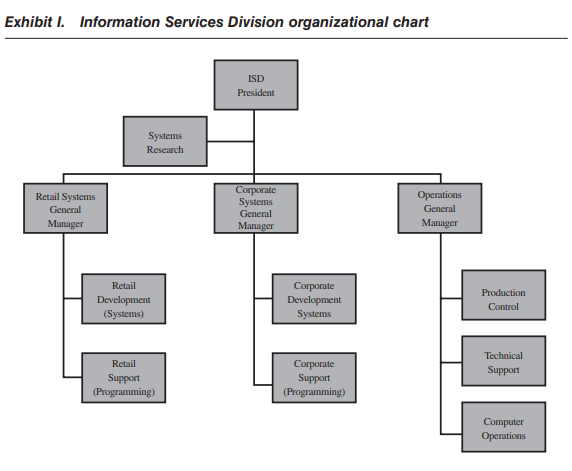 Exhibit I. Information Services Division organizational chart
ISD
President
Systems
Research
Retail Systems
General
Manager
Corporate
Systems
General
Manager
Operations
General
Manager
Retail
Development
(Systems)
Corporate
Development
Systems
Production
Control
Retail
Support
(Programming)
Corporate
Support
(Programming)
Technical
Support
Computer
Operations